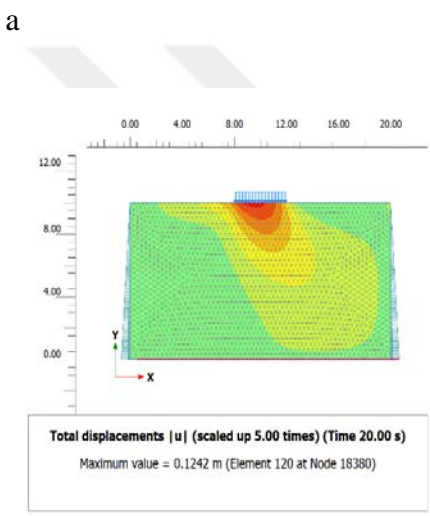 a
0.00 4.00 8.00 12.00 16.00 20.00
12.00
8.00
4.00
0.00
Y
X
Total displacements |u| (scaled up 5.00 times) (Time 20.00 s)
Maximum value = 0.1242 m (Element 120 at Node 18380)